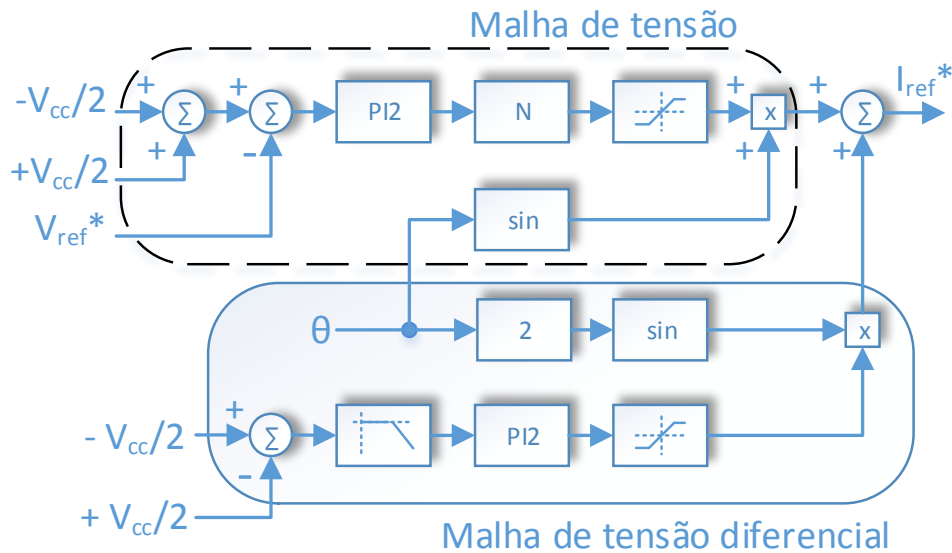 Malha de tensão
-Vcc/2
+
+
Σ
+
-
Σ
PI2
N
+
+
x
+
+
Σ
Iref*
+Vcc/2
Vref*
sin
θ
2
sin
x
- Vcc/2
+
-
Σ
PI2
+ Vcc/2
Malha de tensão diferencial